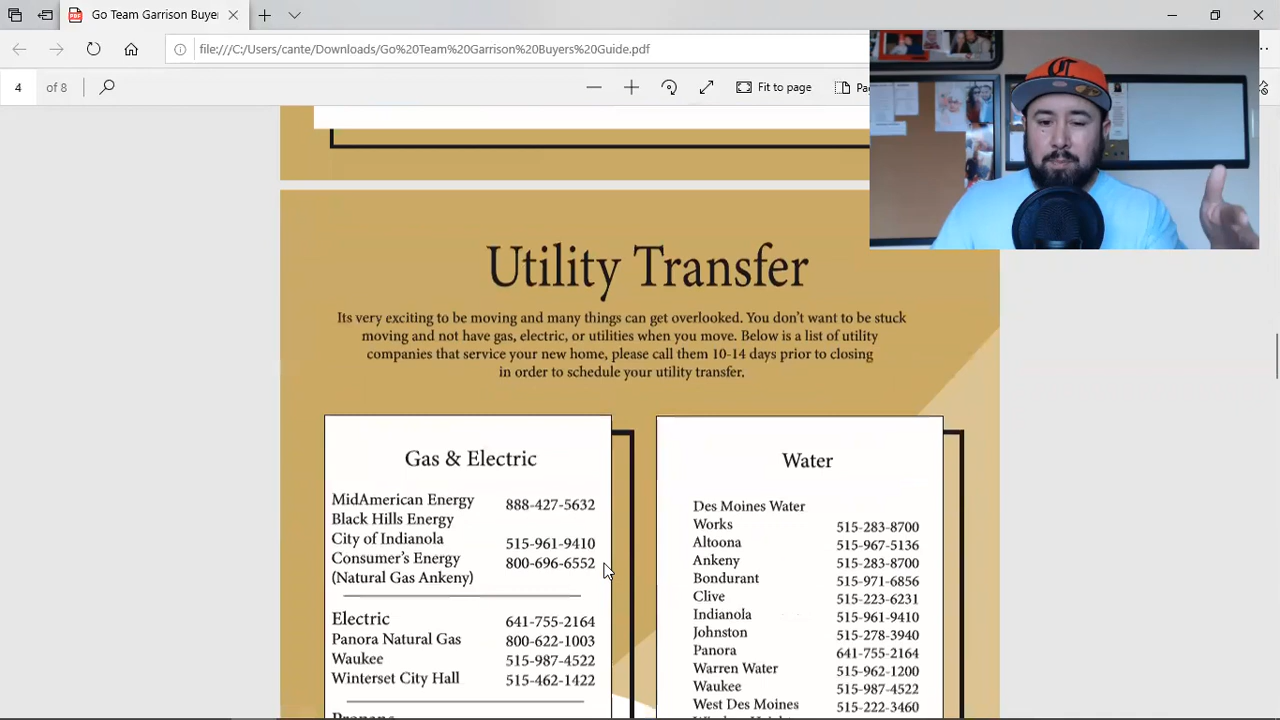 Go Team Garrison Buyer
file:///C:/Users/cante/Downloads/Go%20Team%20Garrison%20Buyers%20Guide.pdf
4 of 8
Fit to page
Utility Transfer
Its very exciting to be moving and many things can get overlooked. You don't want to be stuck
moving and not have gas, electric, or utilities when you move. Below is a list of utility
companies that service your new home, please call them 10-14 days prior to closing
in order to schedule your utility transfer.
Gas & Electric
MidAmerican Energy 888-427-5632
Black Hills Energy
City of Indianola 515-961-9410
Consumer's Energy 800-696-6552
(Natural Gas Ankeny)
Electric 641-755-2164
Panora Natural Gas 800-622-1003
Waukee 515-987-4522
Winterset City Hall 515-462-1422
Water
Des Moines Water
Works 515-283-8700
Altoona 515-967-5136
Ankeny 515-283-8700
Bondurant 515-971-6856
Clive 515-223-6231
Indianola 515-961-9410
Johnston 515-278-3940
Panora 641-755-2164
Warren Water 515-962-1200
Waukee 515-987-4522
West Des Moines 515-222-3460